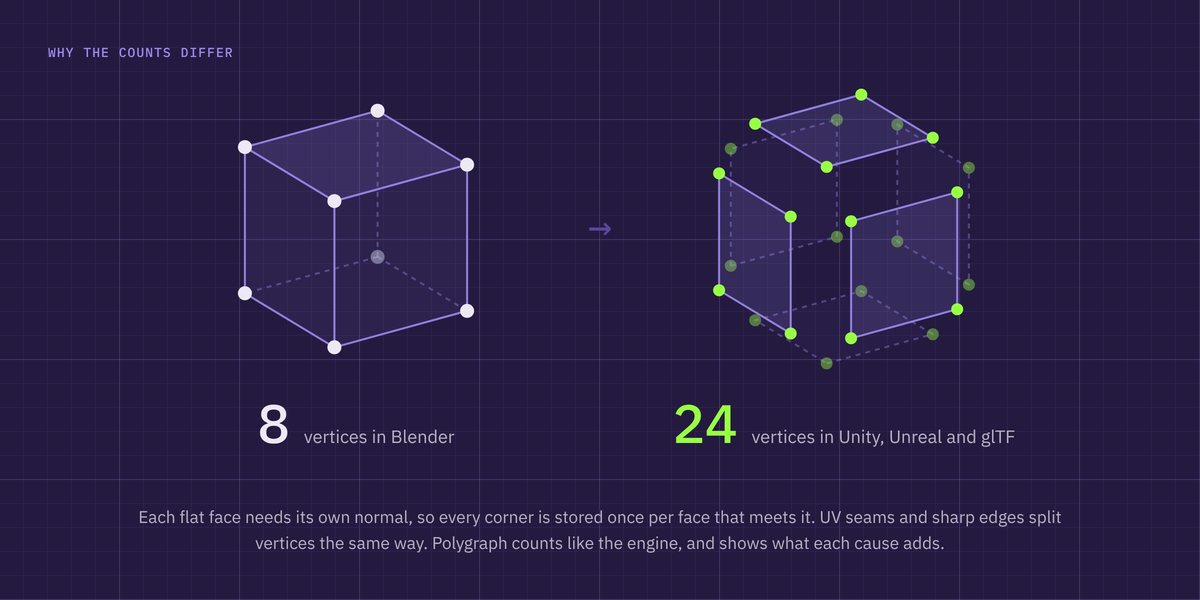 WHY THE COUNTS DIFFER
→
8 vertices in Blender
24 vertices in Unity, Unreal and glTF
Each flat face needs its own normal, so every corner is stored once per face that meets it. UV seams and sharp edges split
vertices the same way. Polygraph counts like the engine, and shows what each cause adds.